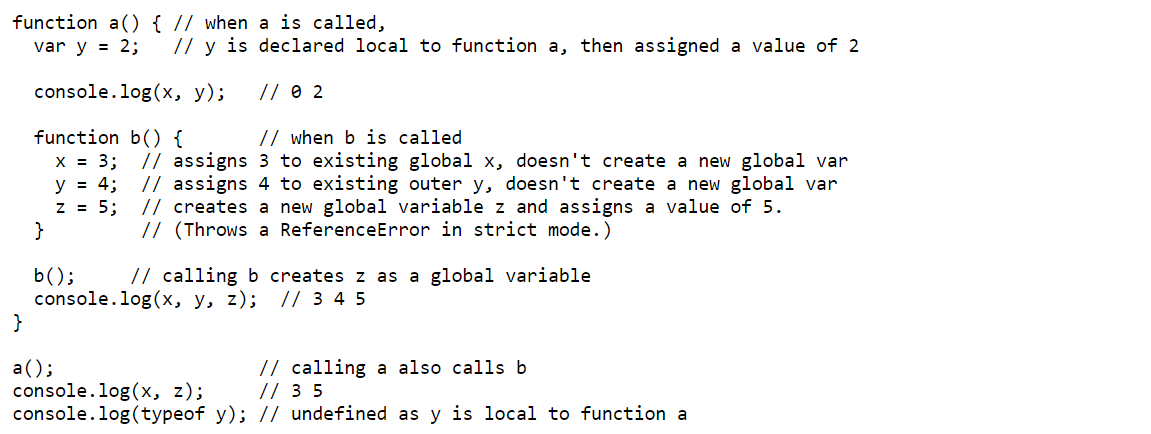 function a() { // when a is called,
  var y = 2;   // y is declared local to function a, then assigned a value of 2

  console.log(x, y);   // 0 2

  function b() {       // when b is called
    x = 3;  // assigns 3 to existing global x, doesn't create a new global var
    y = 4;  // assigns 4 to existing outer y, doesn't create a new global var
    z = 5;  // creates a new global variable z and assigns a value of 5.
  }         // (Throws a ReferenceError in strict mode.)

  b();     // calling b creates z as a global variable
  console.log(x, y, z);  // 3 4 5
}

a();                   // calling a also calls b
console.log(x, z);     // 3 5
console.log(typeof y); // undefined as y is local to function a